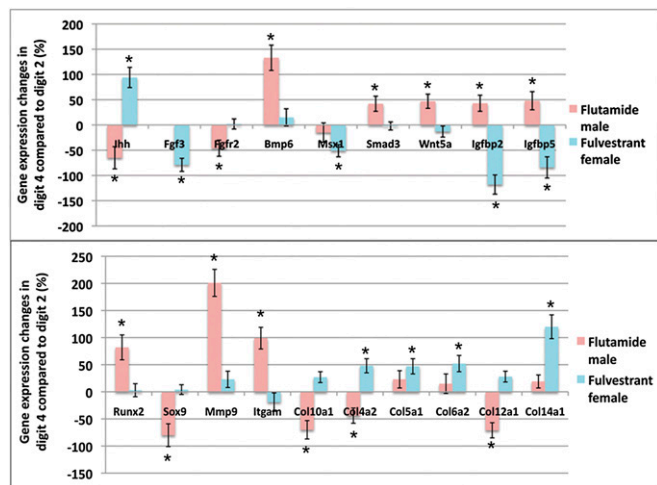 Gene expression changes in
digit 4 compared to digit 2 (%)
200
150
100
50
0
-50
-100
-150
-200
*
*
*
*
*
*
*
*
*
*
*
*
*
Jhh
Fgf3
Fgfr2
Bmp6
Msx1
Smad3
Wnt5a
Igfbp2
Igfbp5
Flutamide
male
Fulvestrant
female
Gene expression changes in
digit 4 compared to digit 2 (%)
250
200
150
100
50
0
-50
-100
-150
*
*
*
*
*
*
*
*
*
*
*
Runx2
Sox9
Mmp9
Itgam
Col10a1
Col4a2
Col5a1
Col6a2
Col12a1
Col14a1
Flutamide
male
Fulvestrant
female